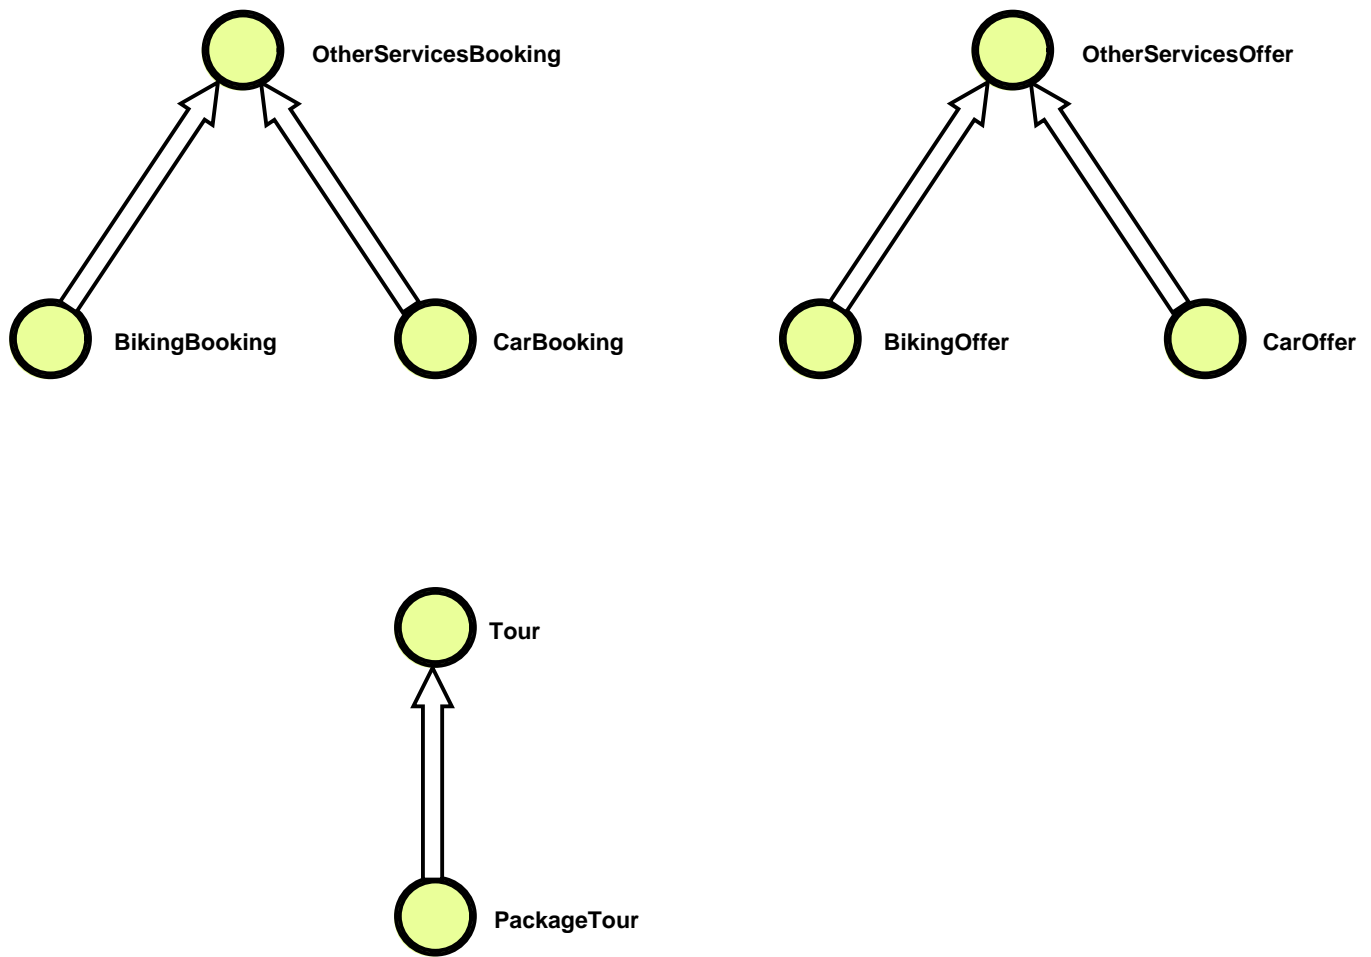 OtherServicesBooking
OtherServicesOffer
BikingBooking
CarBooking
BikingOffer
CarOffer
Tour
PackageTour